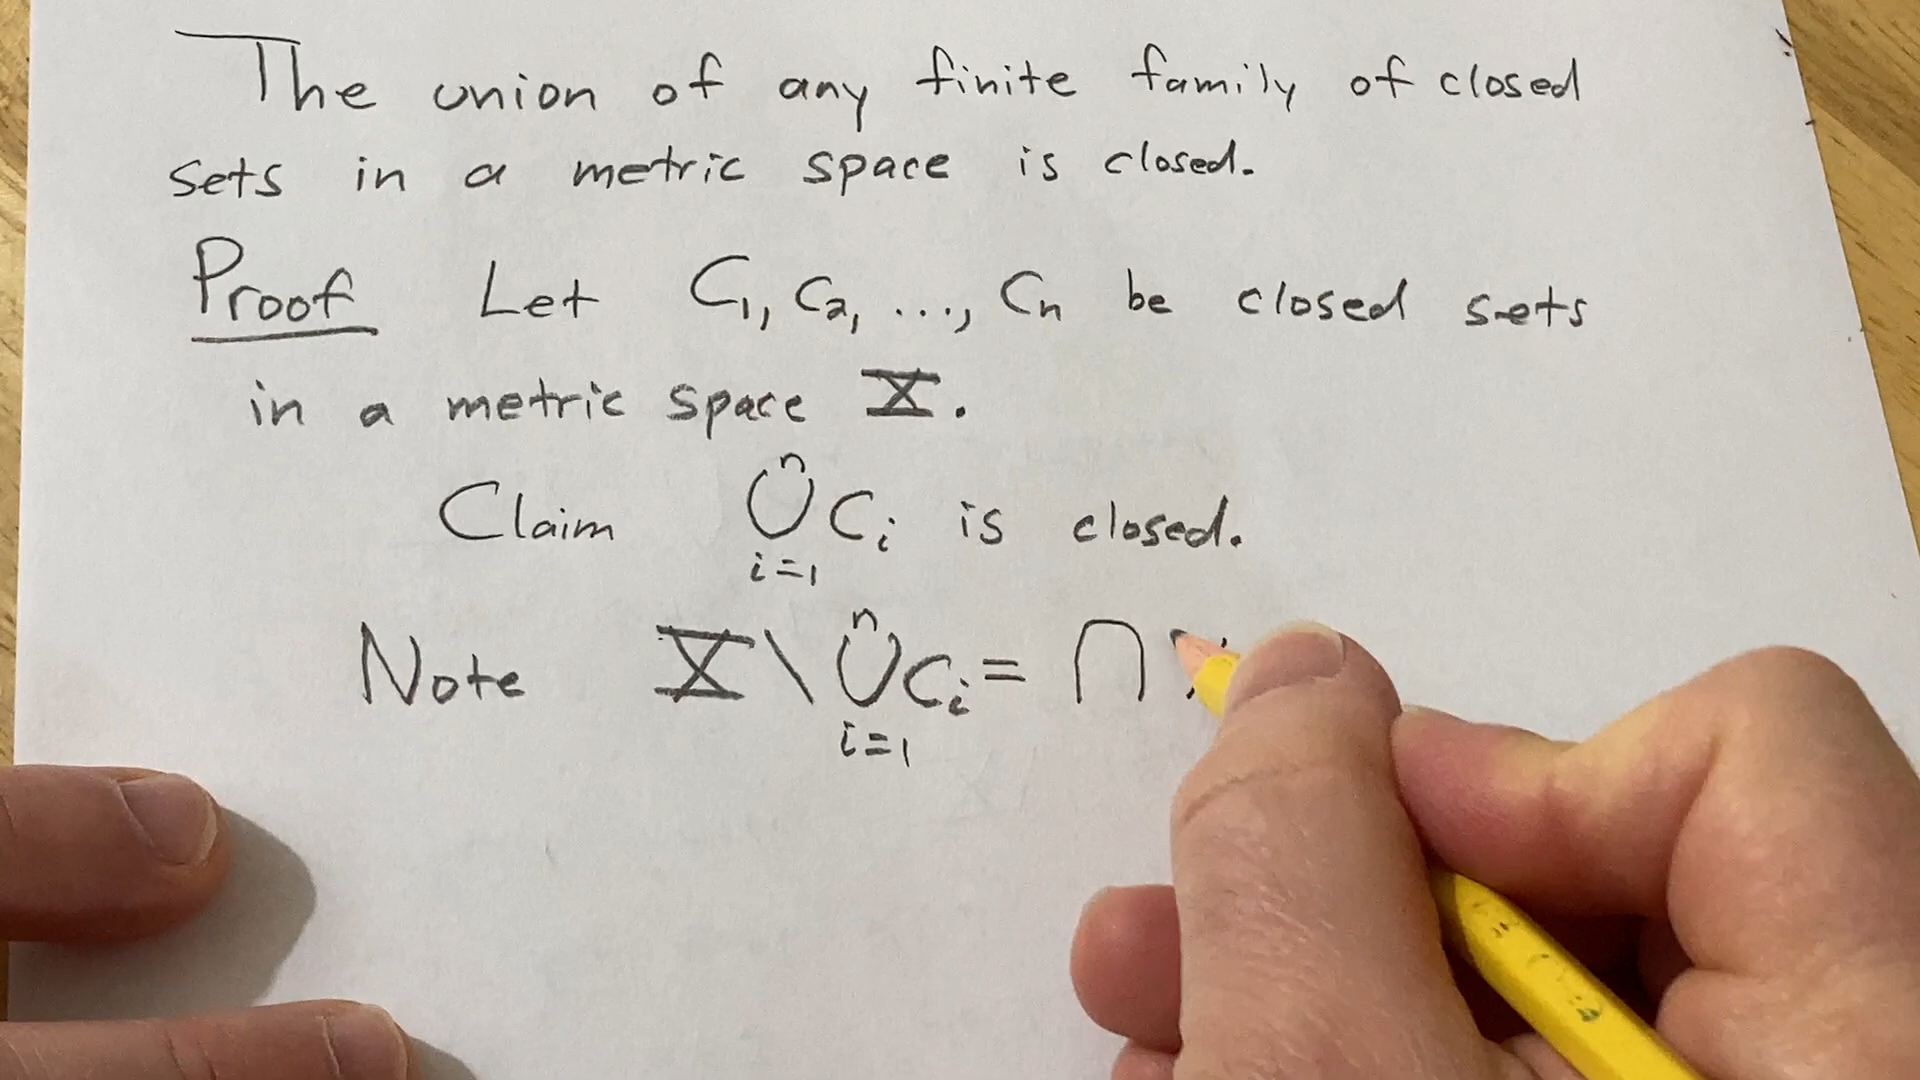 The union of any finite family of closed
sets in a metric space is closed.
Proof Let C₁, C₂, ..., Cn be closed sets
in a metric space X.
Claim ⋃ᵢ₌₁ⁿ Cᵢ is closed.
Note X \ ⋃ᵢ₌₁ⁿ Cᵢ = ⋂